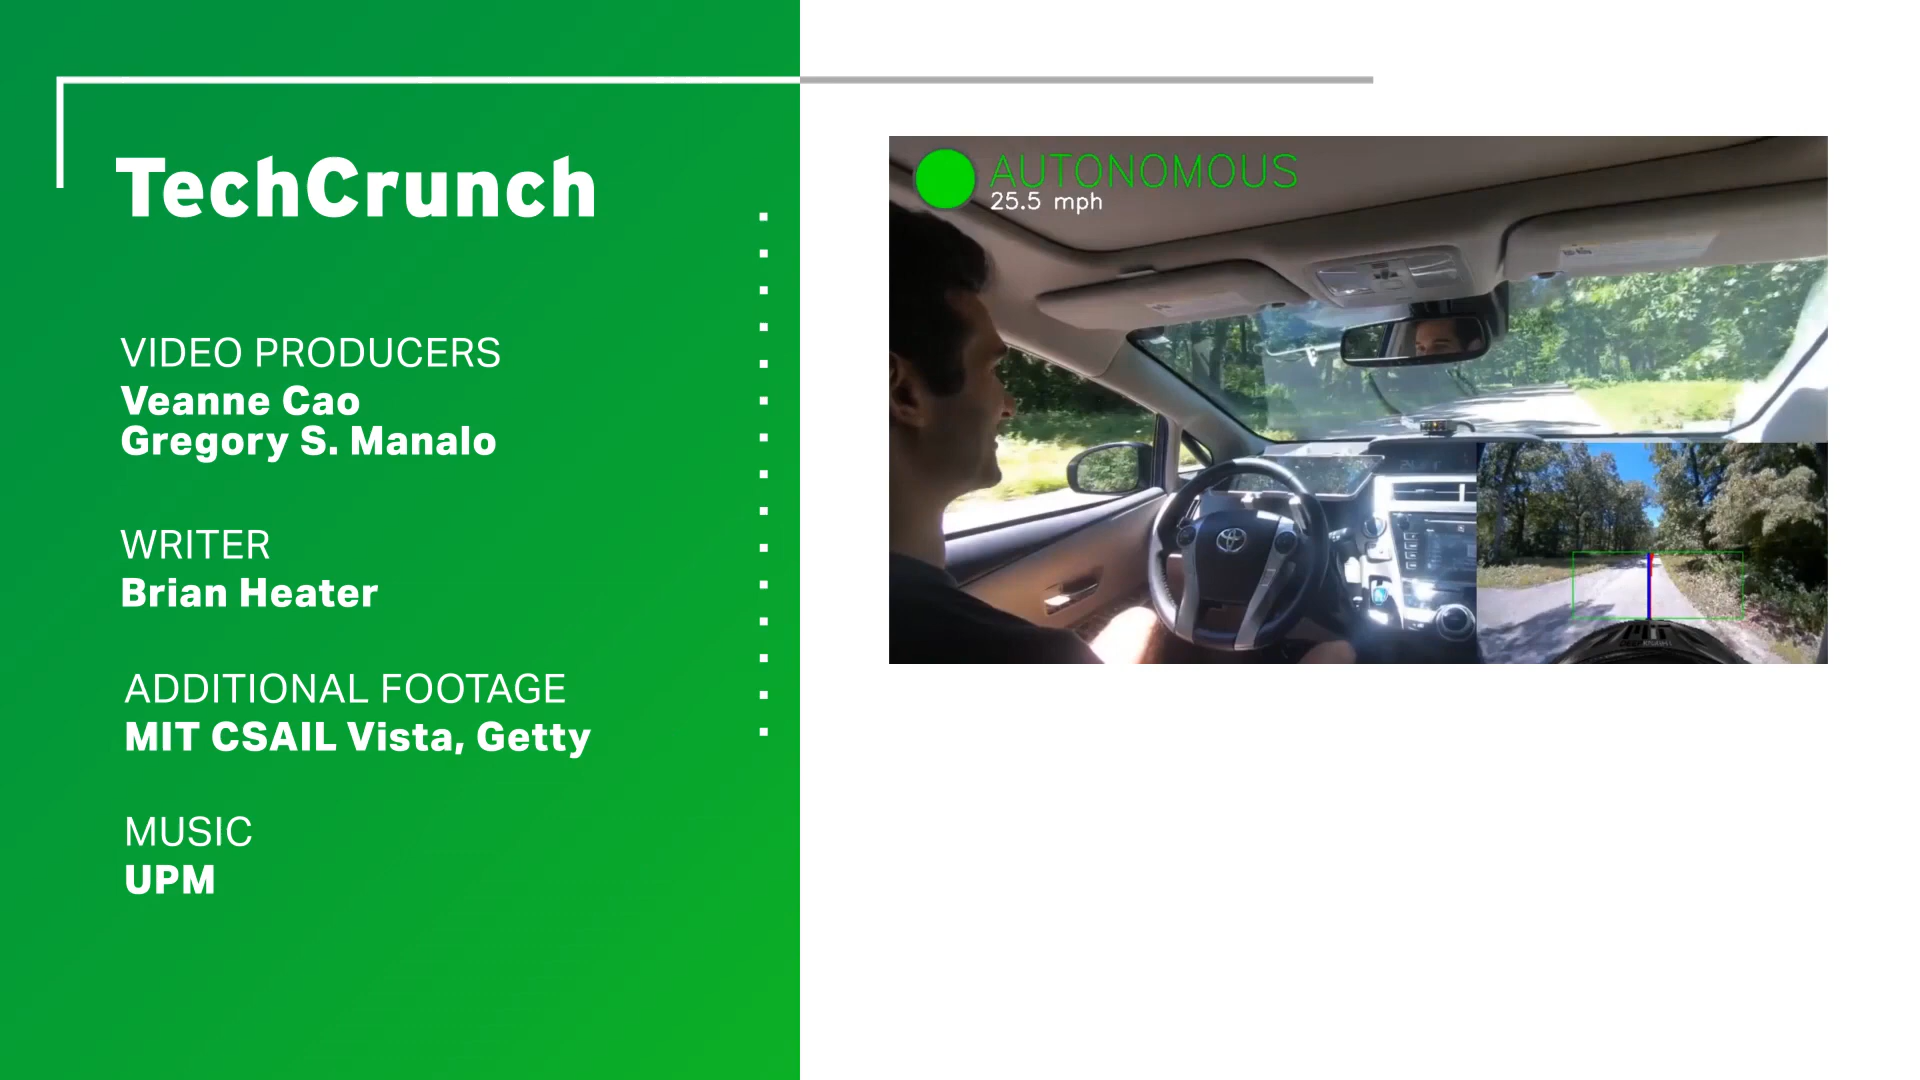 TechCrunch
VIDEO PRODUCERS
Veanne Cao
Gregory S. Manalo
WRITER
Brian Heater
ADDITIONAL FOOTAGE
MIT CSAIL Vista, Getty
MUSIC
UPM
AUTONOMOUS
25.5 mph